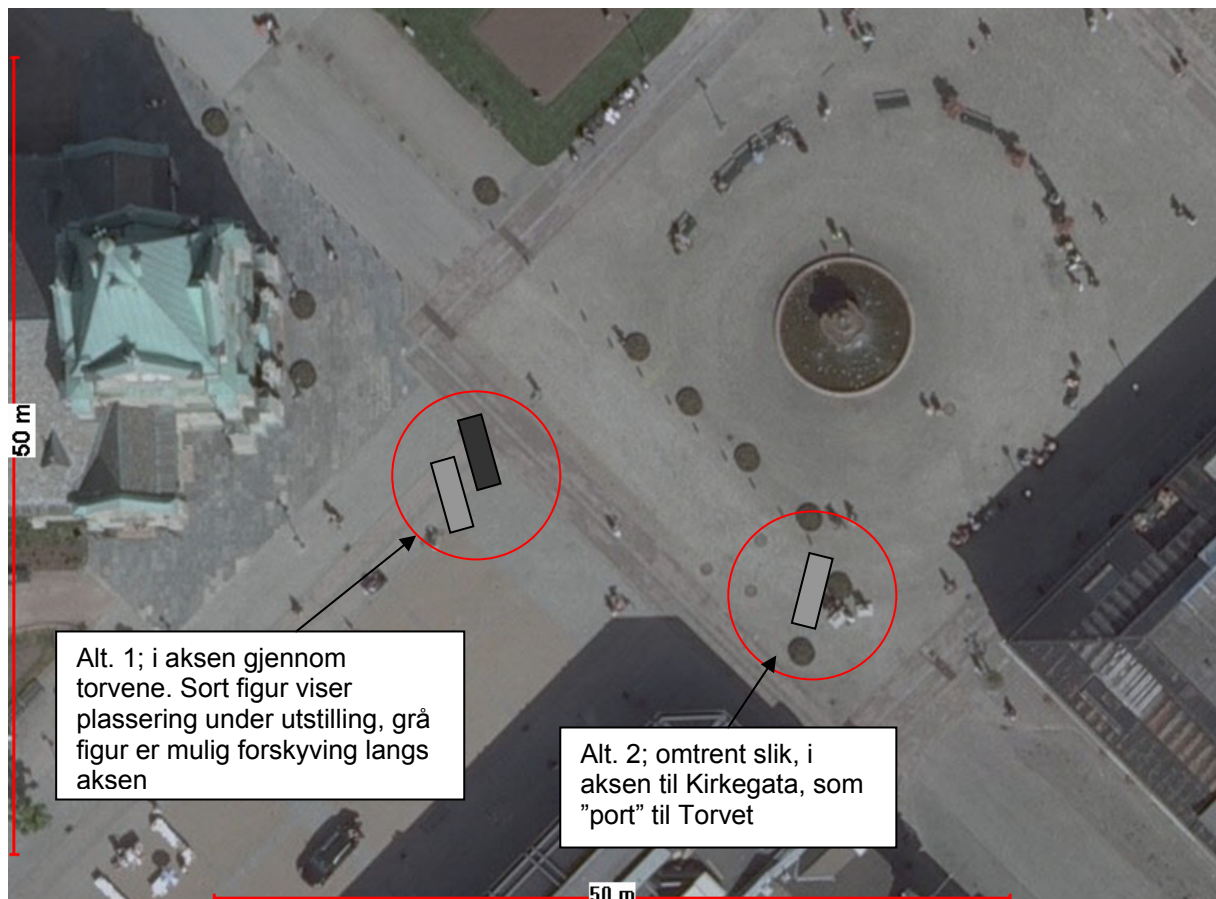 50 m
Alt. 1; i aksen gjennom
torvene. Sort figur viser
plassering under utstilling, grå
figur er mulig forskyving langs
aksen
Alt. 2; omtrent slik, i
aksen til Kirkegata, som
”port” til Torvet
50 m